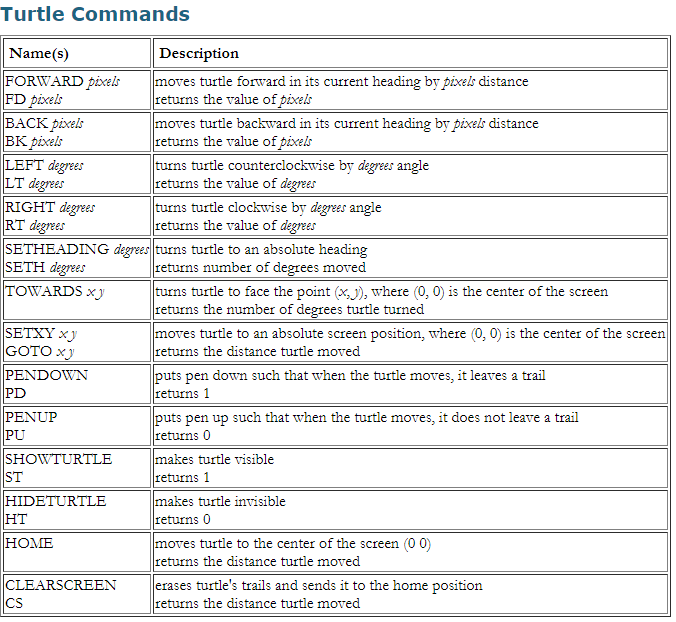 Turtle Commands
Name(s) Description
FORWARD pixels moves turtle forward in its current heading by pixels distance
FD pixels returns the value of pixels
BACK pixels moves turtle backward in its current heading by pixels distance
BK pixels returns the value of pixels
LEFT degrees turns turtle counterclockwise by degrees angle
LT degrees returns the value of degrees
RIGHT degrees turns turtle clockwise by degrees angle
RT degrees returns the value of degrees
SETHEADING degrees turns turtle to an absolute heading
SETH degrees returns number of degrees moved
TOWARDS x y turns turtle to face the point (x, y), where (0, 0) is the center of the screen
returns the number of degrees turtle turned
SETXY x y moves turtle to an absolute screen position, where (0, 0) is the center of the screen
GOTO x y returns the distance turtle moved
PENDOWN puts pen down such that when the turtle moves, it leaves a trail
PD returns 1
PENUP puts pen up such that when the turtle moves, it does not leave a trail
PU returns 0
SHOWTURTLE makes turtle visible
ST returns 1
HIDETURTLE makes turtle invisible
HT returns 0
HOME moves turtle to the center of the screen (0 0)
returns the distance turtle moved
CLEARSCREEN erases turtle's trails and sends it to the home position
CS returns the distance turtle moved